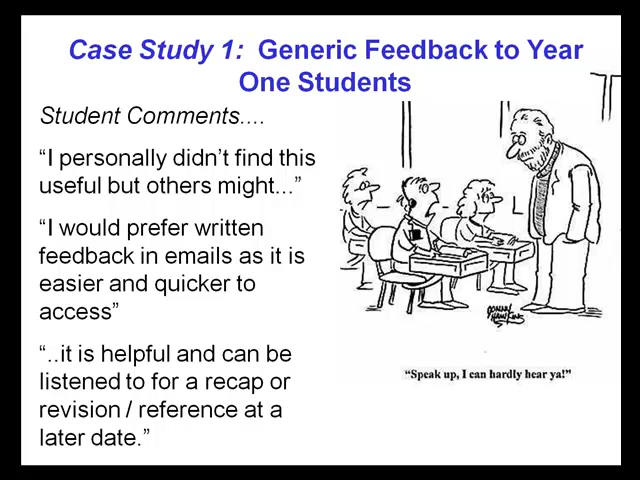 Case Study 1: Generic Feedback to Year
One Students
Student Comments....
“I personally didn’t find this
useful but others might...”
“I would prefer written
feedback in emails as it is
easier and quicker to
access”
“..it is helpful and can be
listened to for a recap or
revision / reference at a
later date.”
“Speak up, I can hardly hear ya!”